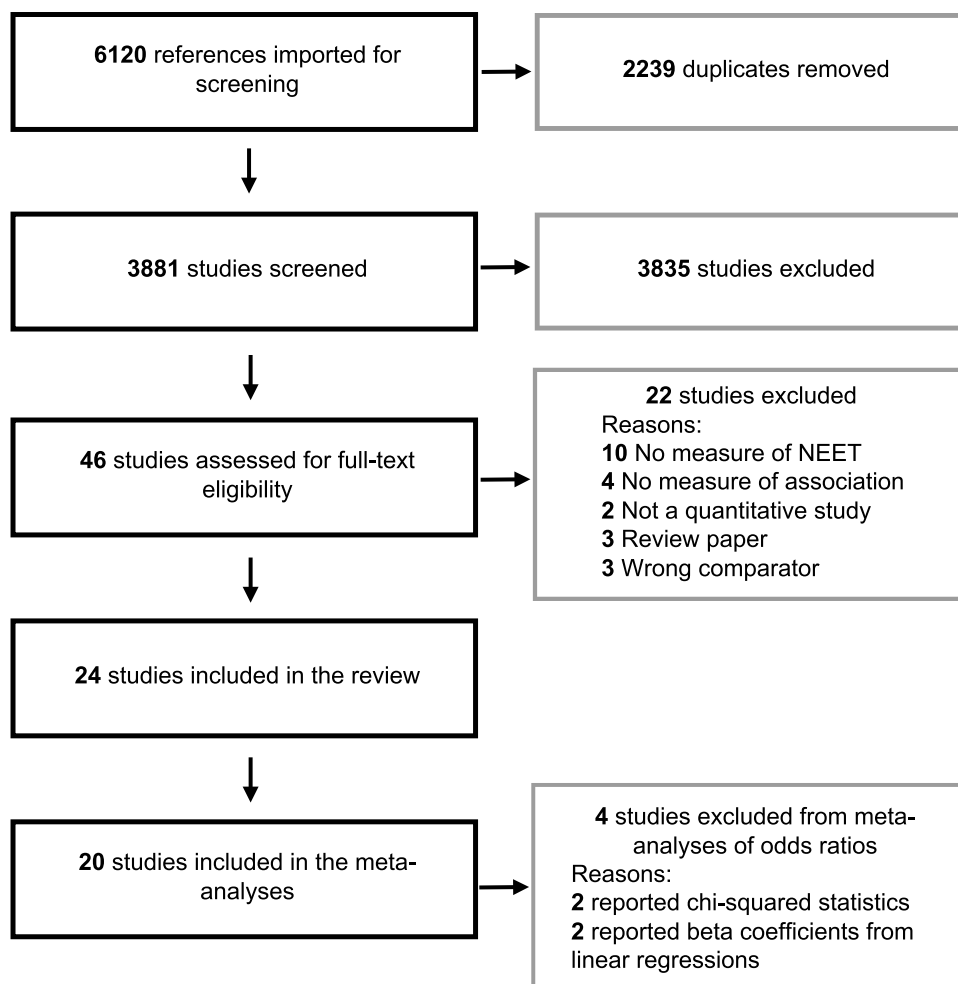 6120 references imported for
screening
2239 duplicates removed
3881 studies screened
3835 studies excluded
46 studies assessed for full-text
eligibility
22 studies excluded
Reasons:
10 No measure of NEET
4 No measure of association
2 Not a quantitative study
3 Review paper
3 Wrong comparator
24 studies included in the review
20 studies included in the meta-
analyses
4 studies excluded from meta-
analyses of odds ratios
Reasons:
2 reported chi-squared statistics
2 reported beta coefficients from
linear regressions